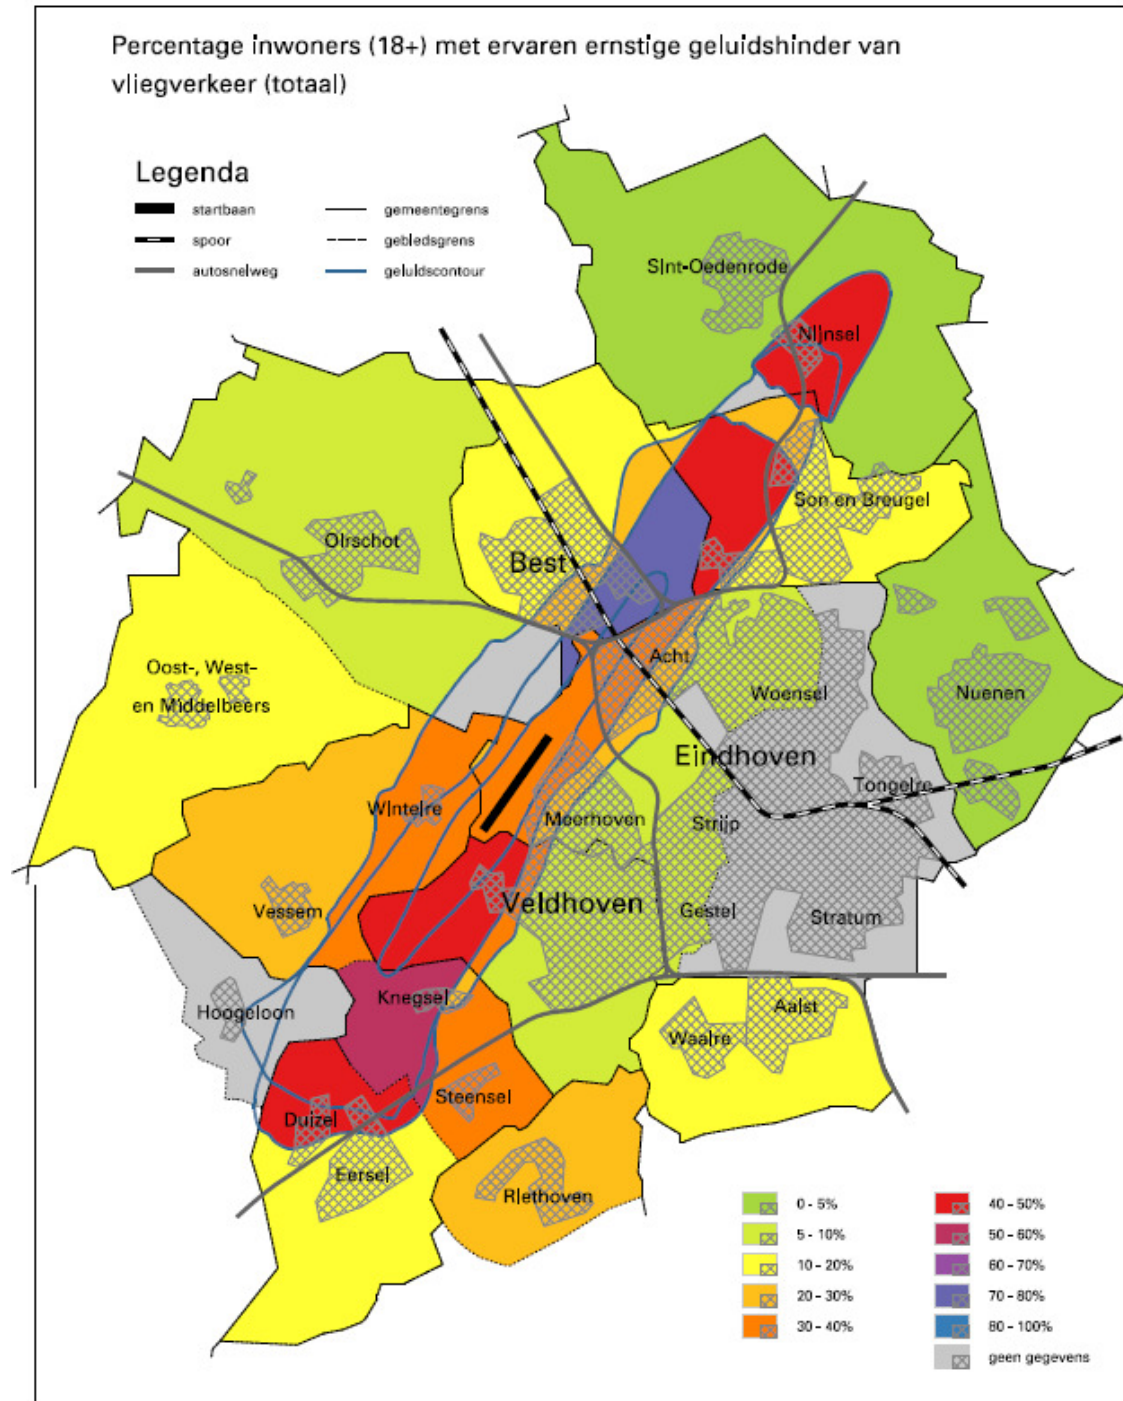 Percentage inwoners (18+) met ervaren ernstige geluidshinder van
vliegverkeer (totaal)
Legenda
startbaan
gemeentegrens
spoor
gebiedsgrens
autosnelweg
geluidscontour
Sint-Oedenrode
Nijnsel
Son en Breugel
Oirschot
Best
Acht
Oost-, West-
en Middelbeers
Woensel
Nuenen
Eindhoven
Tongelre
Wintelre
Meerhoven
Strijp
Vessem
Veldhoven
Gestel
Stratum
Knegsel
Hoogeloon
Aalst
Waalre
Steensel
Duizel
Eersel
Riethoven
0 - 5%
40 - 50%
5 - 10%
50 - 60%
10 - 20%
60 - 70%
20 - 30%
70 - 80%
30 - 40%
80 - 100%
geen gegevens